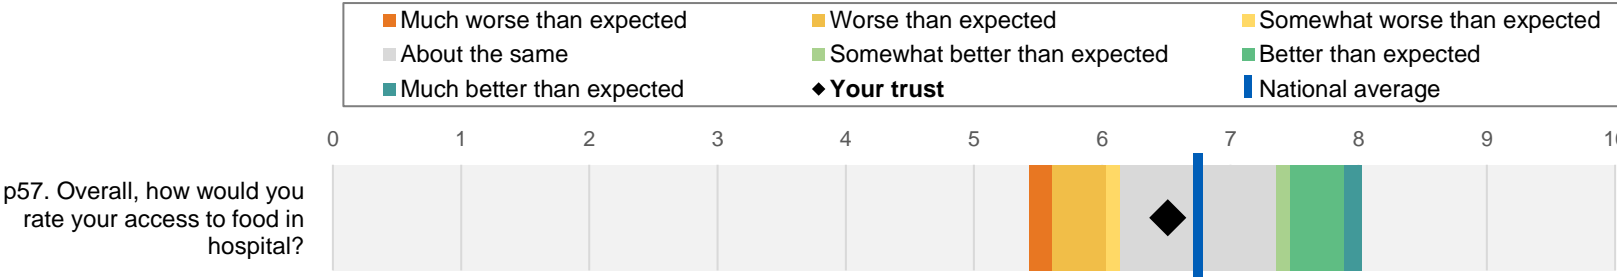 Much worse than expected
Worse than expected
Somewhat worse than expected
About the same
Somewhat better than expected
Better than expected
Much better than expected
Your trust
National average
0 1 2 3 4 5 6 7 8 9
p57. Overall, how would you
rate your access to food in
hospital?